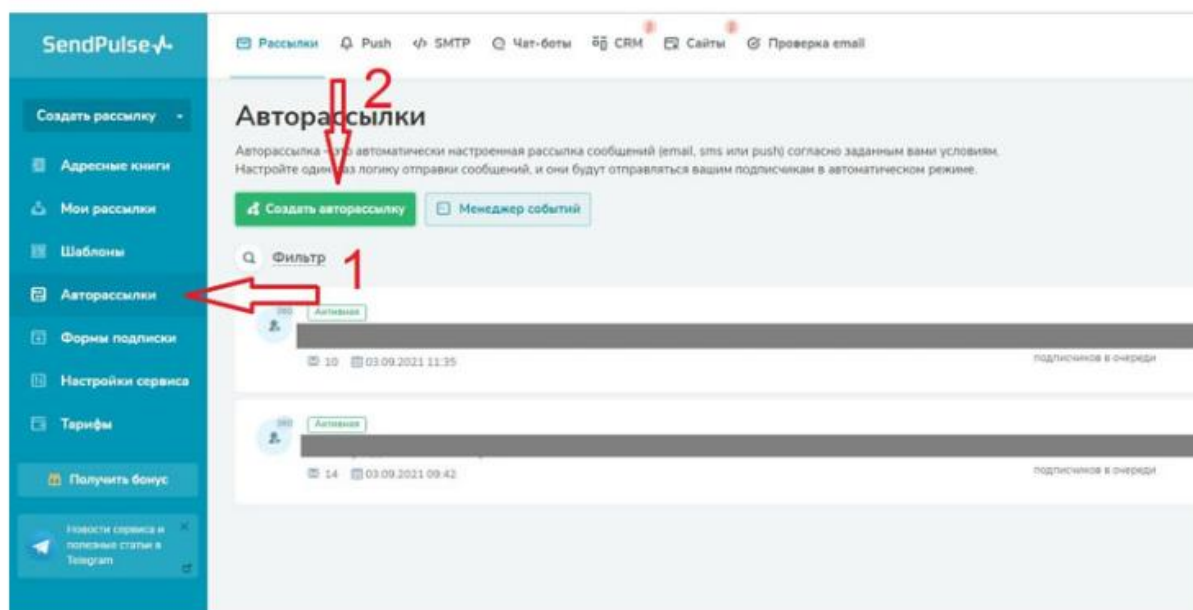 SendPulse
Рассылки Push </> SMTP Чат-боты CRM Сайты Проверка email
2
Создать рассылку
Авторассылки
Авторассылка - это автоматически настроенная рассылка сообщений (email, sms или push) согласно заданным вами условиям.
Настройте один раз логику отправки сообщений, и они будут отправляться вашим подписчикам в автоматическом режиме.
Адресные книги
Мои рассылки
Создать авторассылку Менеджер событий
Шаблоны
Фильтр
1
Авторассылки
Активная
Формы подписки
10 03.09.2021 11:35 подписчиков в очереди
Настройки сервиса
Тарифы
Активная
14 03.09.2021 09:42 подписчиков в очереди
Получить бонус
Новости сервиса и
полезные статьи в
Telegram